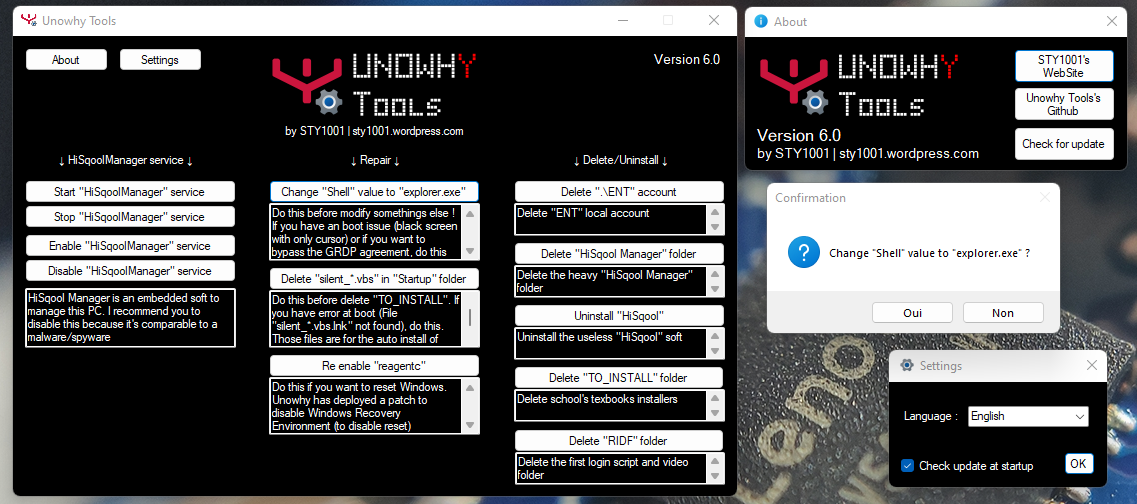 Unowhy Tools
About
Settings
UNOWHY
Tools
by STY1001 | sty1001.wordpress.com
Version 6.0
↓ HiSqoolManager service ↓
Start "HiSqoolManager" service
Stop "HiSqoolManager" service
Enable "HiSqoolManager" service
Disable "HiSqoolManager" service
HiSqool Manager is an embedded soft to
manage this PC. I recommend you to
disable this because it's comparable to a
malware/spyware
↓ Repair ↓
Change "Shell" value to "explorer.exe"
Do this before modify somethings else !
If you have an boot issue (black screen
with only cursor) or if you want to
bypass the GRDP agreement, do this
Delete "silent_*.vbs" in "Startup" folder
Do this before delete "TO_INSTALL". If
you have error at boot (File
"silent_*.vbs.lnk" not found), do this.
Those files are for the auto install of
Re enable "reagentc"
Do this if you want to reset Windows.
Unowhy has deployed a patch to
disable Windows Recovery
Environment (to disable reset)
↓ Delete/Uninstall ↓
Delete ".\ENT" account
Delete "ENT" local account
Delete "HiSqool Manager" folder
Delete the heavy "HiSqool Manager"
folder
Uninstall "HiSqool"
Uninstall the useless "HiSqool" soft
Delete "TO_INSTALL" folder
Delete school's texbooks installers
Delete "RIDF" folder
Delete the first login script and video
folder
About
UNOWHY
Tools
Version 6.0
by STY1001 | sty1001.wordpress.com
STY1001's
WebSite
Unowhy Tools's
Github
Check for update
Confirmation
Change "Shell" value to "explorer.exe" ?
Oui
Non
Settings
Language :
English
Check update at startup
OK